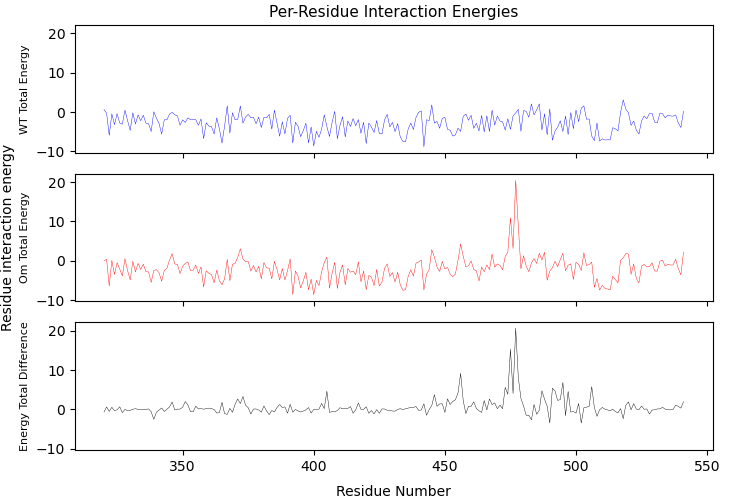 Per-Residue Interaction Energies
Residue interaction energy
WT Total Energy
20
10
0
−10
Om Total Energy
20
10
0
−10
Energy Total Difference
20
10
0
−10
350
400
450
500
550
Residue Number